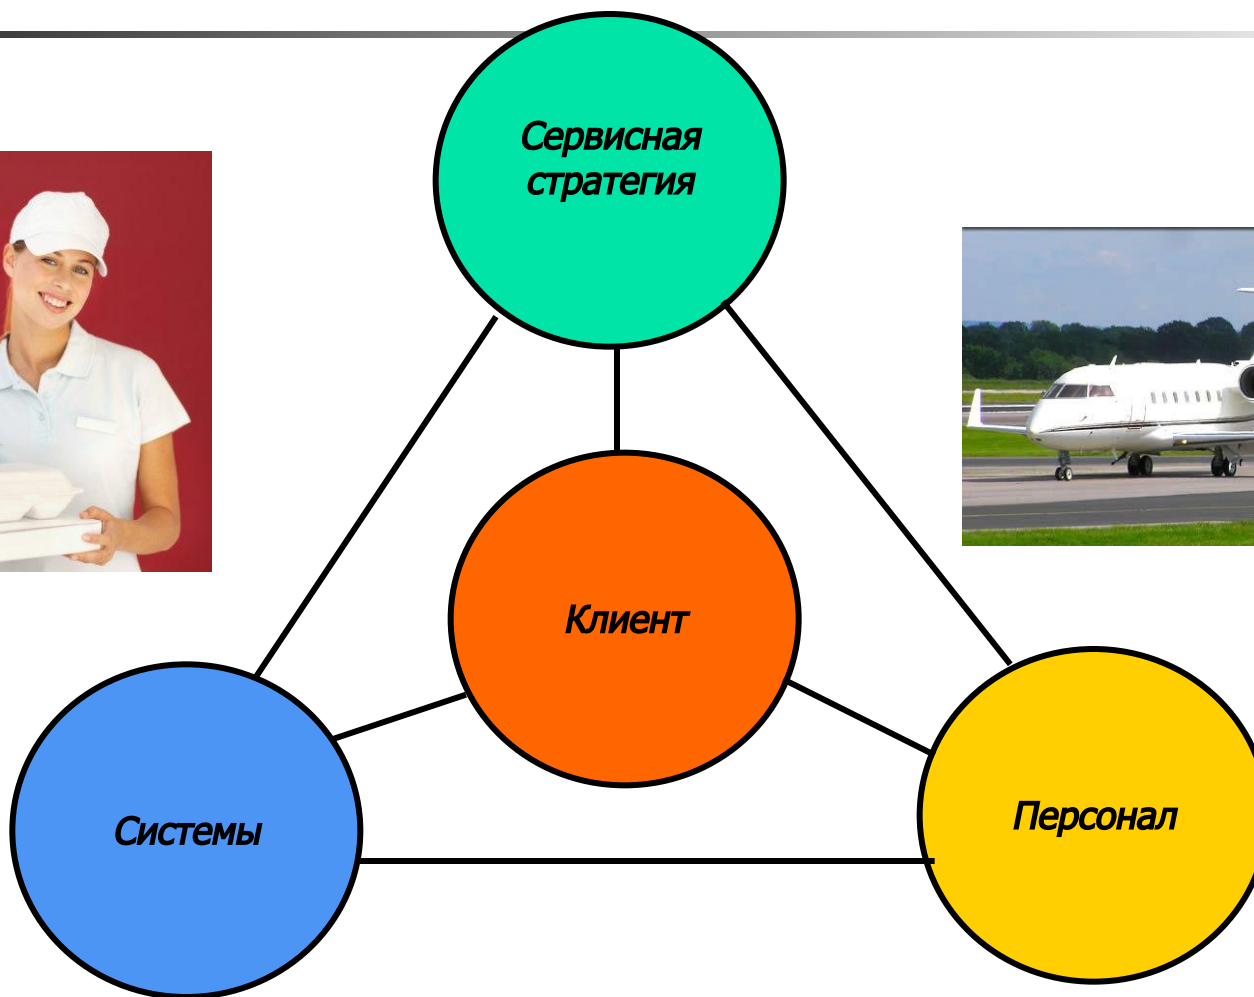 Сервисная
стратегия
Клиент
Системы
Персонал